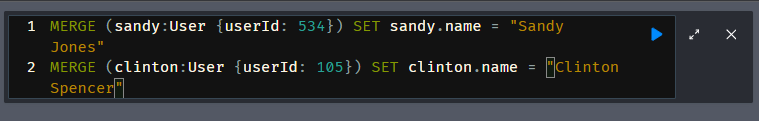 1 MERGE (sandy:User {userId: 534}) SET sandy.name = "Sandy
Jones"
2 MERGE (clinton:User {userId: 105}) SET clinton.name = "Clinton
Spencer"